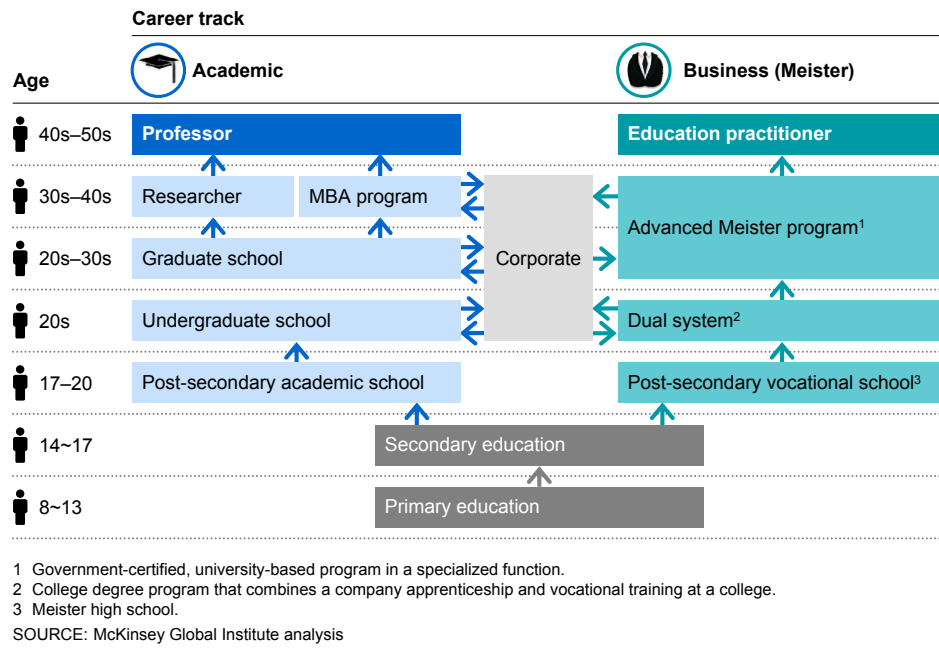 Career track
Age
Academic
Business (Meister)
40s–50s
Professor
Education practitioner
30s–40s
Researcher
MBA program
Advanced Meister program¹
20s–30s
Graduate school
Corporate
20s
Undergraduate school
Dual system²
17–20
Post-secondary academic school
Post-secondary vocational school³
14~17
Secondary education
8~13
Primary education
1 Government-certified, university-based program in a specialized function.
2 College degree program that combines a company apprenticeship and vocational training at a college.
3 Meister high school.
SOURCE: McKinsey Global Institute analysis